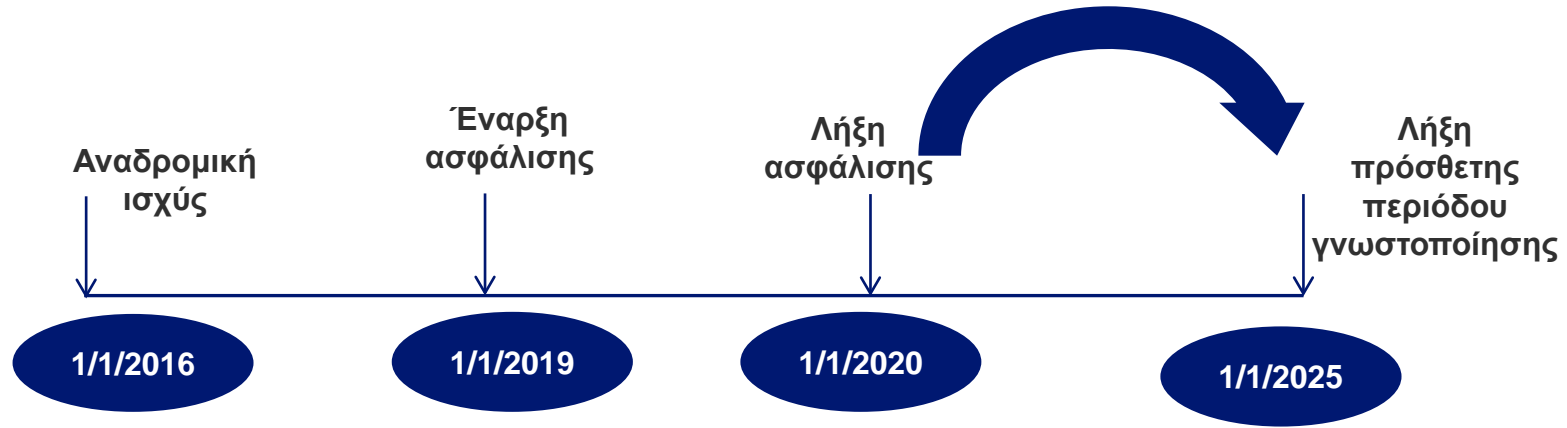 Αναδρομική
ισχύς
Έναρξη
ασφάλισης
Λήξη
ασφάλισης
Λήξη
πρόσθετης
περιόδου
γνωστοποίησης
1/1/2016
1/1/2019
1/1/2020
1/1/2025